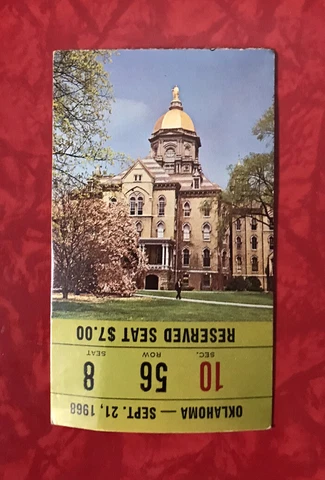 OKLAHOMA — SEPT. 21, 1968
SEC. ROW SEAT
10 56 8
RESERVED SEAT $7.00